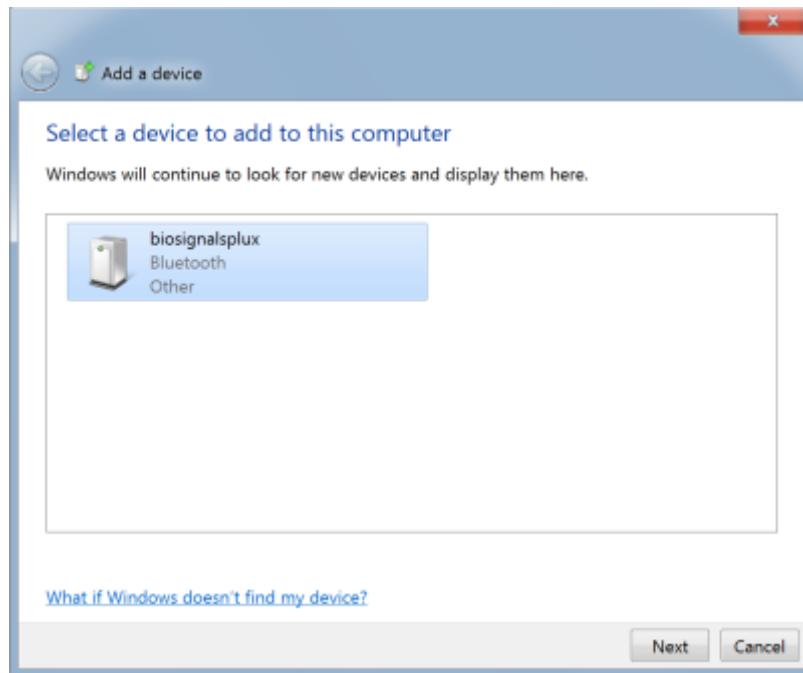 Add a device
Select a device to add to this computer
Windows will continue to look for new devices and display them here.
biosignalsplux
Bluetooth
Other
What if Windows doesn't find my device?
Next Cancel